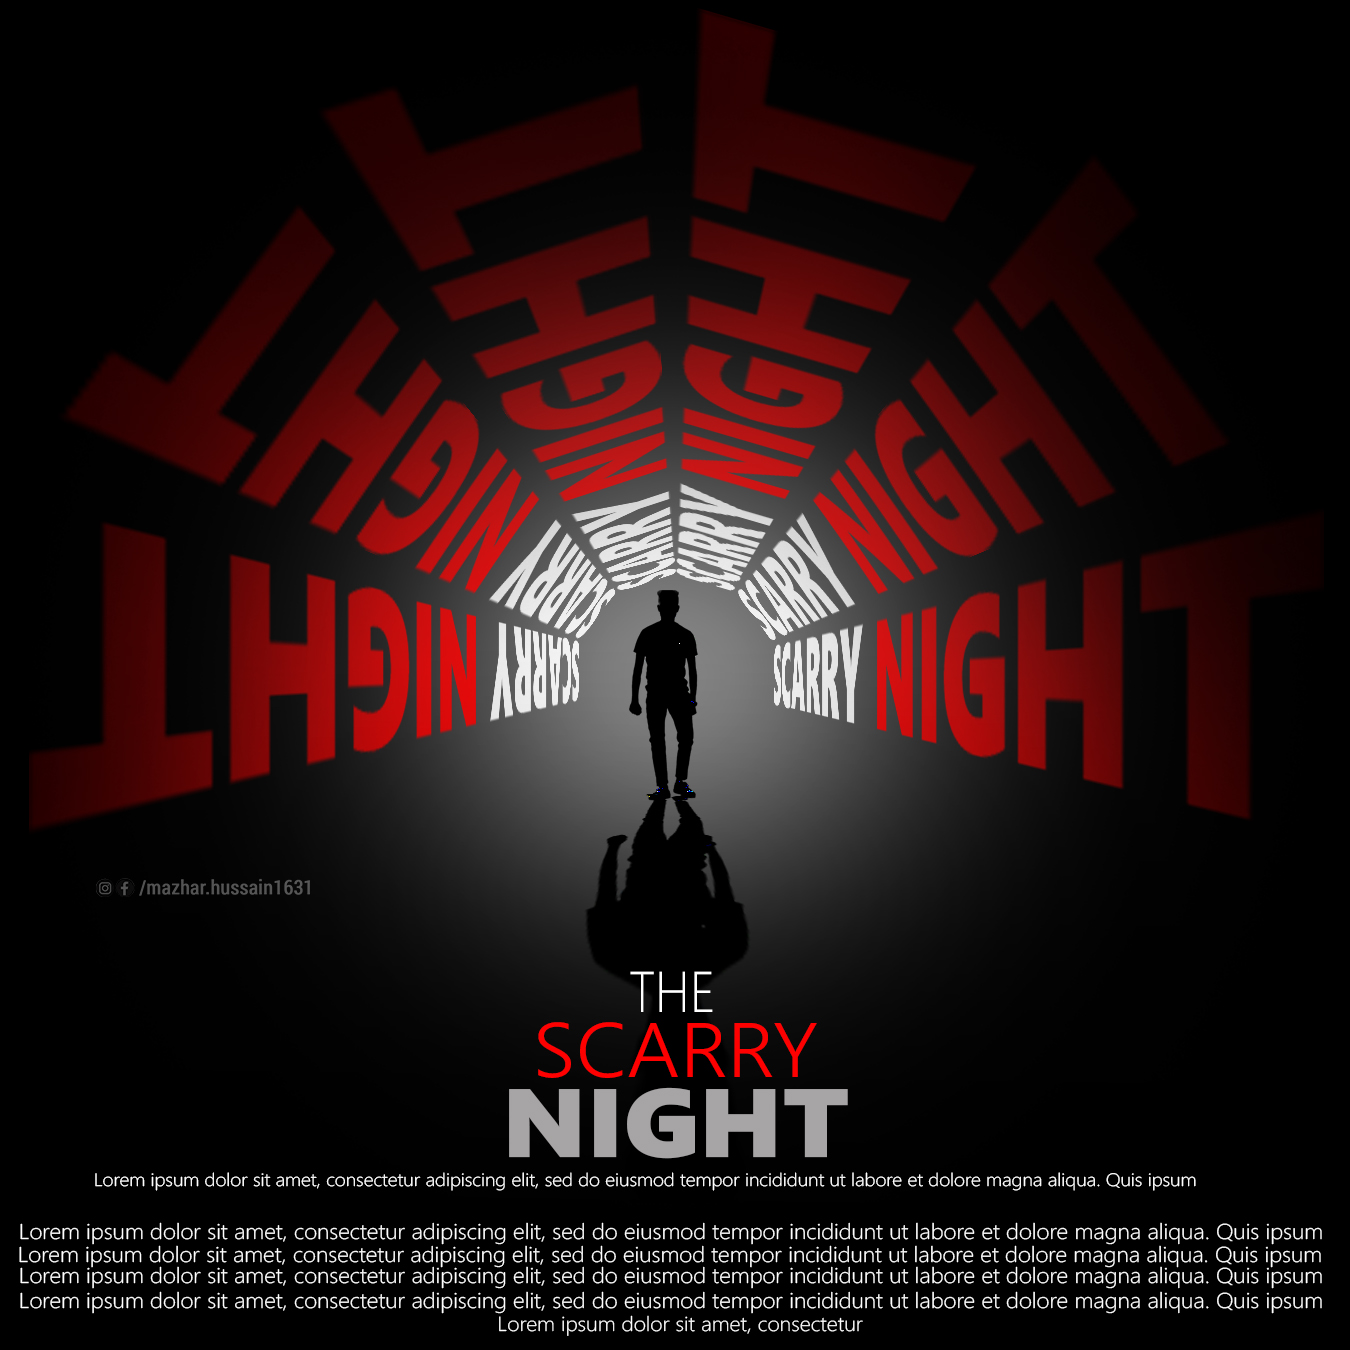 NIGHT
NIGHT
NIGHT
NIGHT
NIGHT
NIGHT
SCARRY
SCARRY
SCARRY
SCARRY
SCARRY NIGHT
SCARRY NIGHT
/mazhar.hussain1631
THE
SCARRY
NIGHT
Lorem ipsum dolor sit amet, consectetur adipiscing elit, sed do eiusmod tempor incididunt ut labore et dolore magna aliqua. Quis ipsum
Lorem ipsum dolor sit amet, consectetur adipiscing elit, sed do eiusmod tempor incididunt ut labore et dolore magna aliqua. Quis ipsum
Lorem ipsum dolor sit amet, consectetur adipiscing elit, sed do eiusmod tempor incididunt ut labore et dolore magna aliqua. Quis ipsum
Lorem ipsum dolor sit amet, consectetur adipiscing elit, sed do eiusmod tempor incididunt ut labore et dolore magna aliqua. Quis ipsum
Lorem ipsum dolor sit amet, consectetur adipiscing elit, sed do eiusmod tempor incididunt ut labore et dolore magna aliqua. Quis ipsum
Lorem ipsum dolor sit amet, consectetur